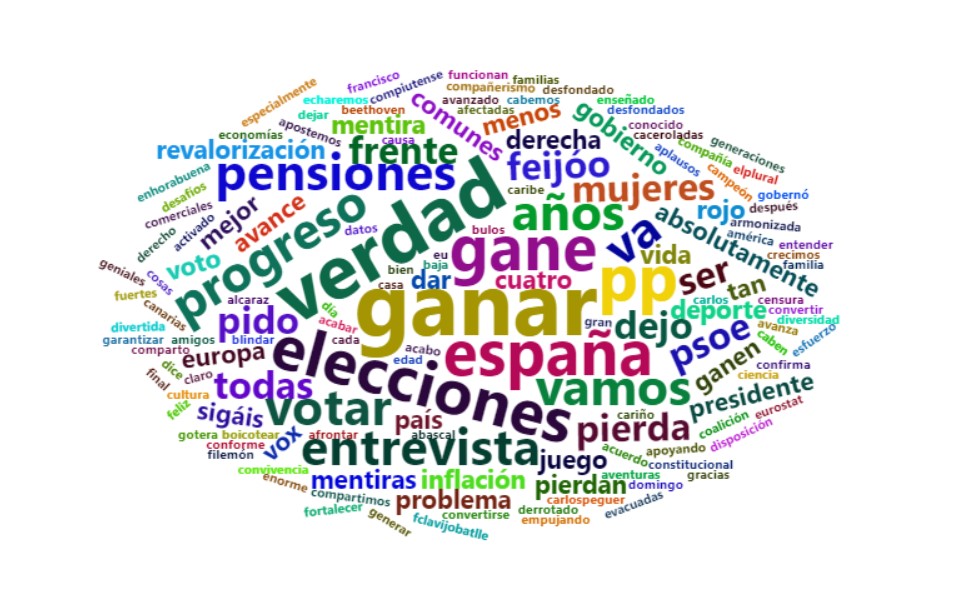 funcionan
francisco
familias
compiutense
compañerismo
desfondado
especialmente
echaremos
avanzado
cabemos
enseñado
beethoven
comunes
afectadas
desfondados
dejar
menos
gobierno
conocido
apostemos
mentira
caceroladas
economías
causa
derecha
compañía
generaciones
revalorización
frente
feijóo
aplausos
elplural
enhorabuena
pensiones
campeón
desafíos
caribe
mujeres
gobernó
comerciales
mejor
avance
progreso
verdad
años
rojo
después
activado
datos
bulos
absolutamente
armonizada
derecho
eu
gane
va
américa
entender
geniales
voto
bien
baja
vida
crecimos
cosas
casa
dar
cuatro
pp
ser
familia
fuertes
alcaraz
ganar
tan
carlos
censura
canarias
día
deporte
convertir
divertida
pido
acabar
gran
dejo
diversidad
garantizar
amigos
blindar
cada
psoe
avanza
esfuerzo
comparto
europa
elecciones
acabo
españa
caben
dice
edad
ganen
confirma
final
claro
todas
vamos
ciencia
cultura
presidente
feliz
sigáis
votar
país
cariño
eurostat
gotera
boicotear
vox
afrontar
abascal
pierda
coalición
disposición
conforme
entrevista
acuerdo
apoyando
filemón
juego
constitucional
convivencia
aventuras
gracias
enorme
mentiras
inflación
pierdan
domingo
compartimos
problema
carlospeguer
evacuadas
fortalecer
convertirse
derrotado
generar
fclavijobatlle
empujando